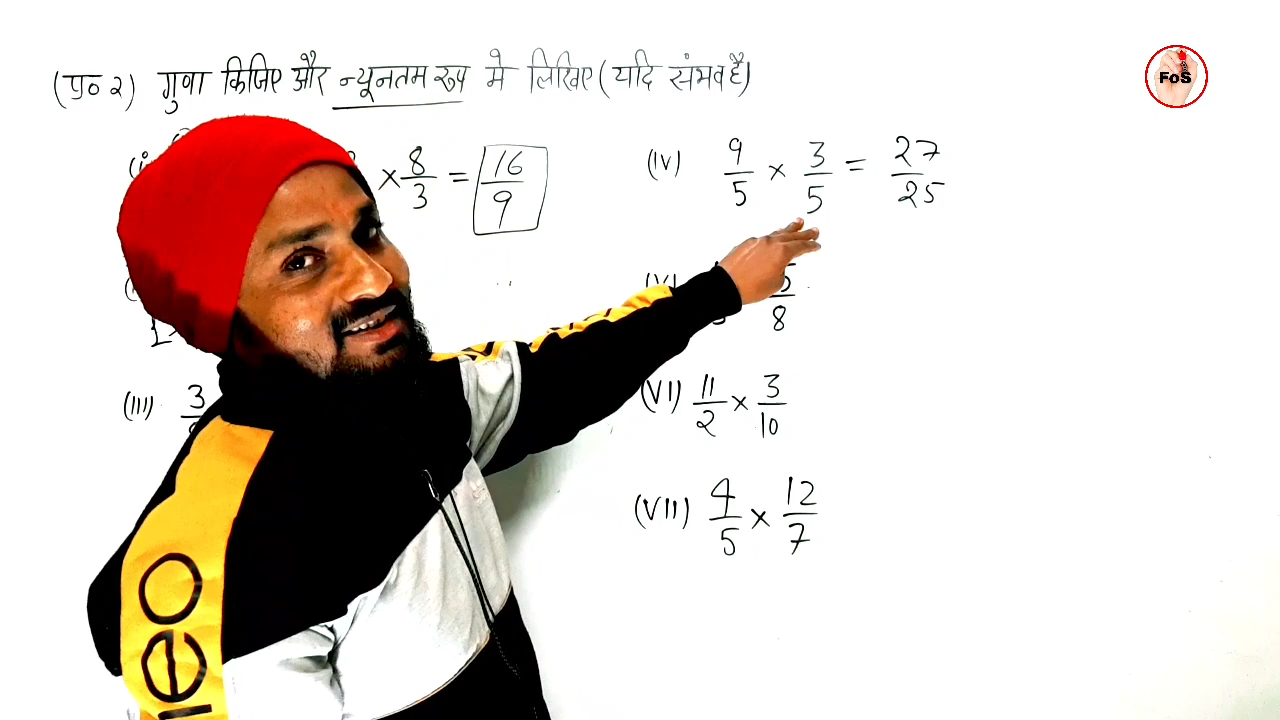 (प्र० २) गुणा किजिए और न्यूनतम रूप मे लिखिए (यदि संभव है)
FoS
× 8/3 = 16/9
(IV) 9/5 × 3/5 = 27/25
8
(III) 3
(VI) 11/2 × 3/10
(VII) 4/5 × 12/7
leo